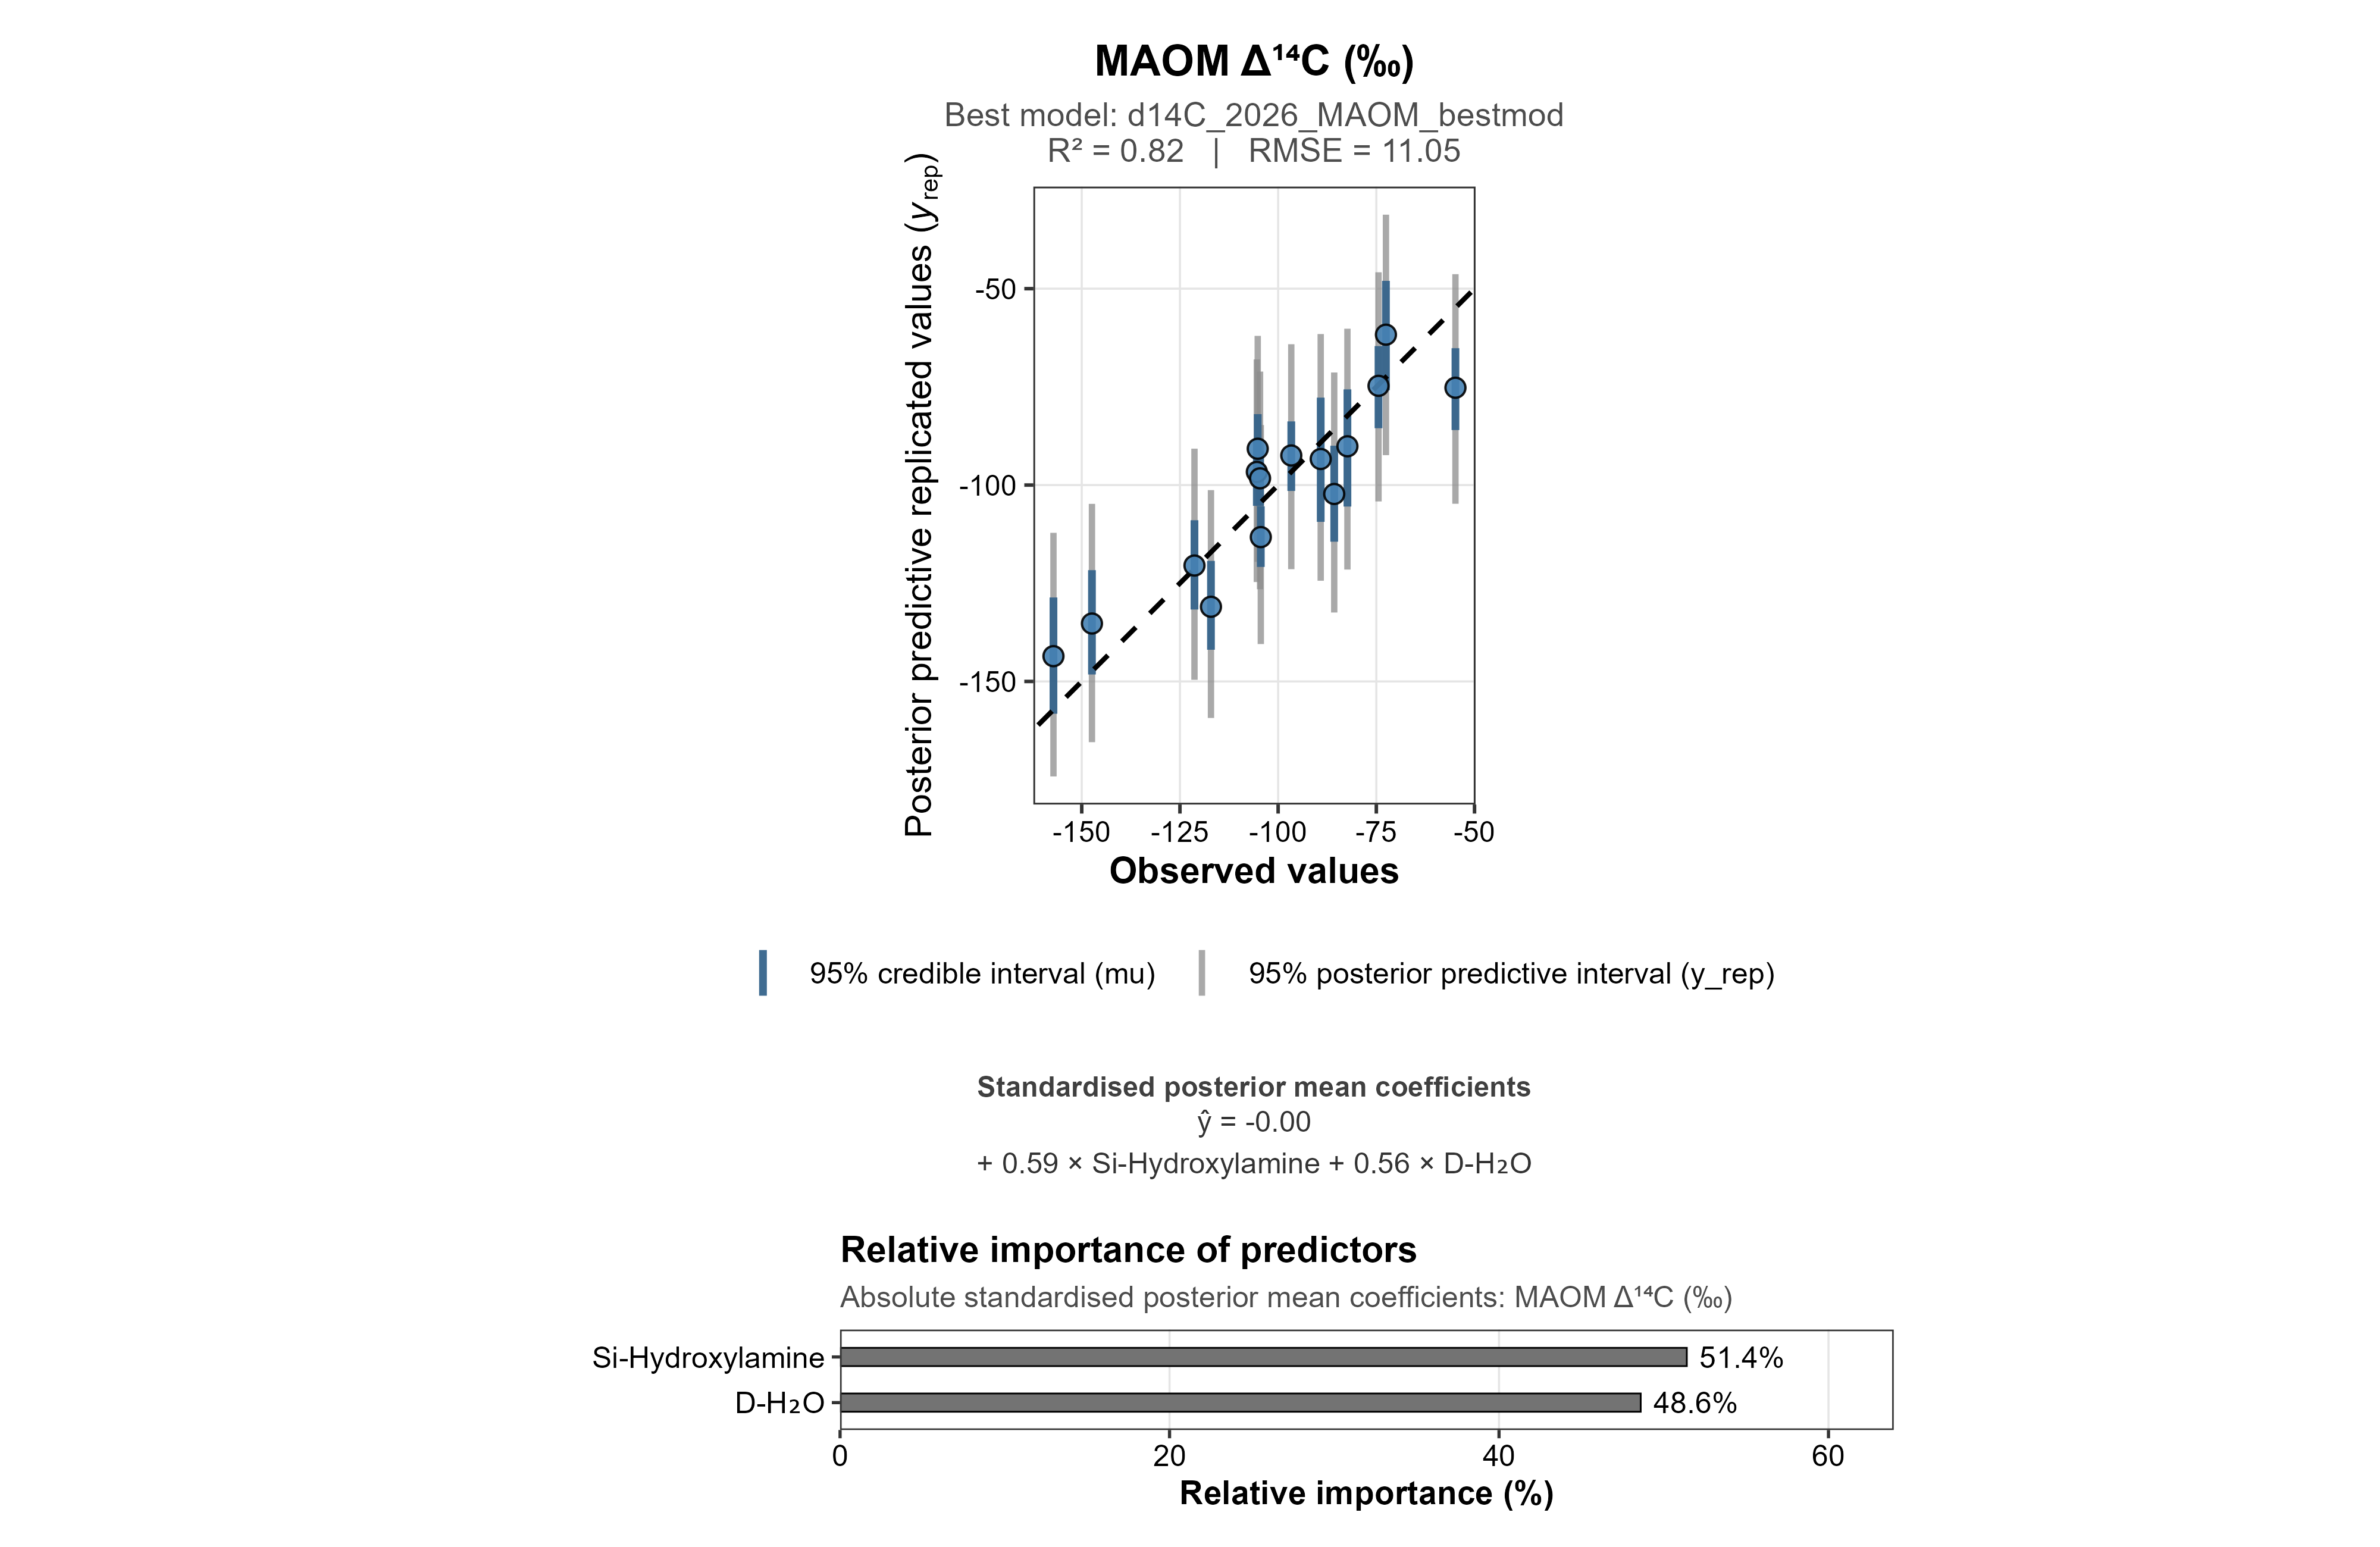 MAOM Δ¹⁴C (‰)
Best model: d14C_2026_MAOM_bestmod
R² = 0.82 | RMSE = 11.05
Posterior predictive replicated values (yrep)
-50
-100
-150
-150 -125 -100 -75 -50
Observed values
95% credible interval (mu) 95% posterior predictive interval (y_rep)
Standardised posterior mean coefficients
ŷ = -0.00
+ 0.59 × Si-Hydroxylamine + 0.56 × D-H₂O
Relative importance of predictors
Absolute standardised posterior mean coefficients: MAOM Δ¹⁴C (‰)
Si-Hydroxylamine 51.4%
D-H₂O 48.6%
0 20 40 60
Relative importance (%)